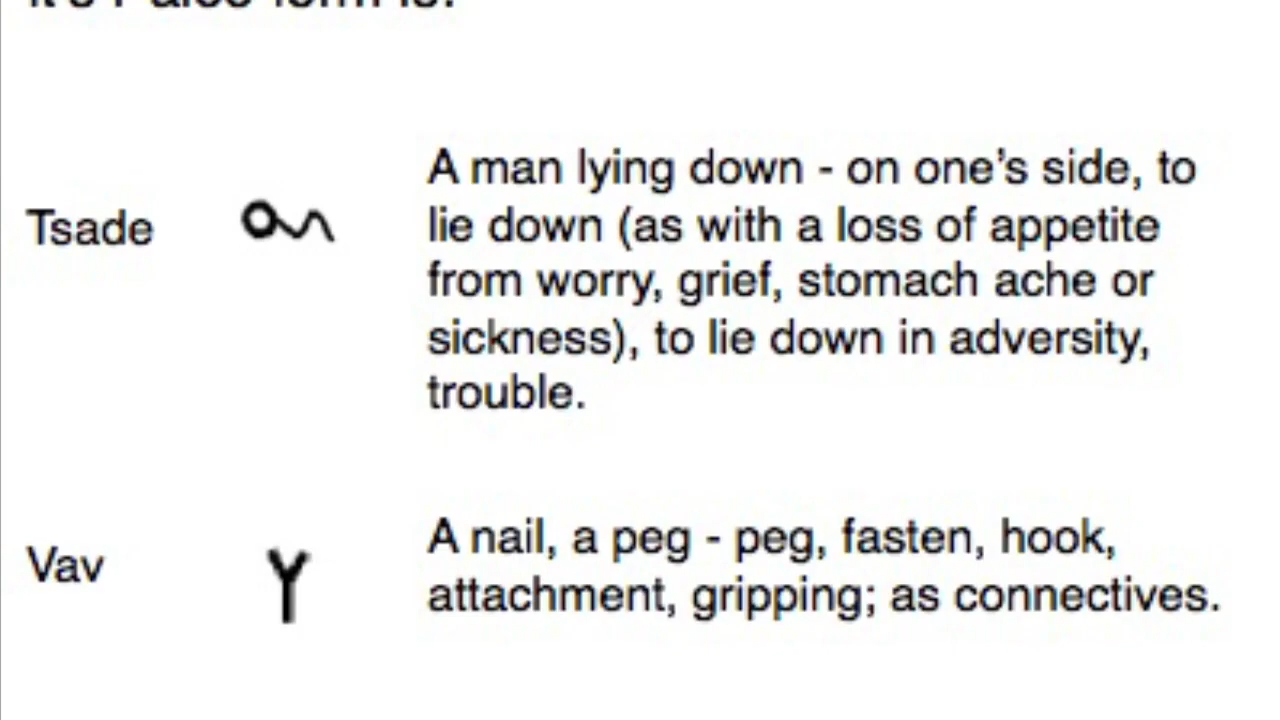 Tsade
A man lying down - on one's side, to
lie down (as with a loss of appetite
from worry, grief, stomach ache or
sickness), to lie down in adversity,
trouble.
Vav
A nail, a peg - peg, fasten, hook,
attachment, gripping; as connectives.